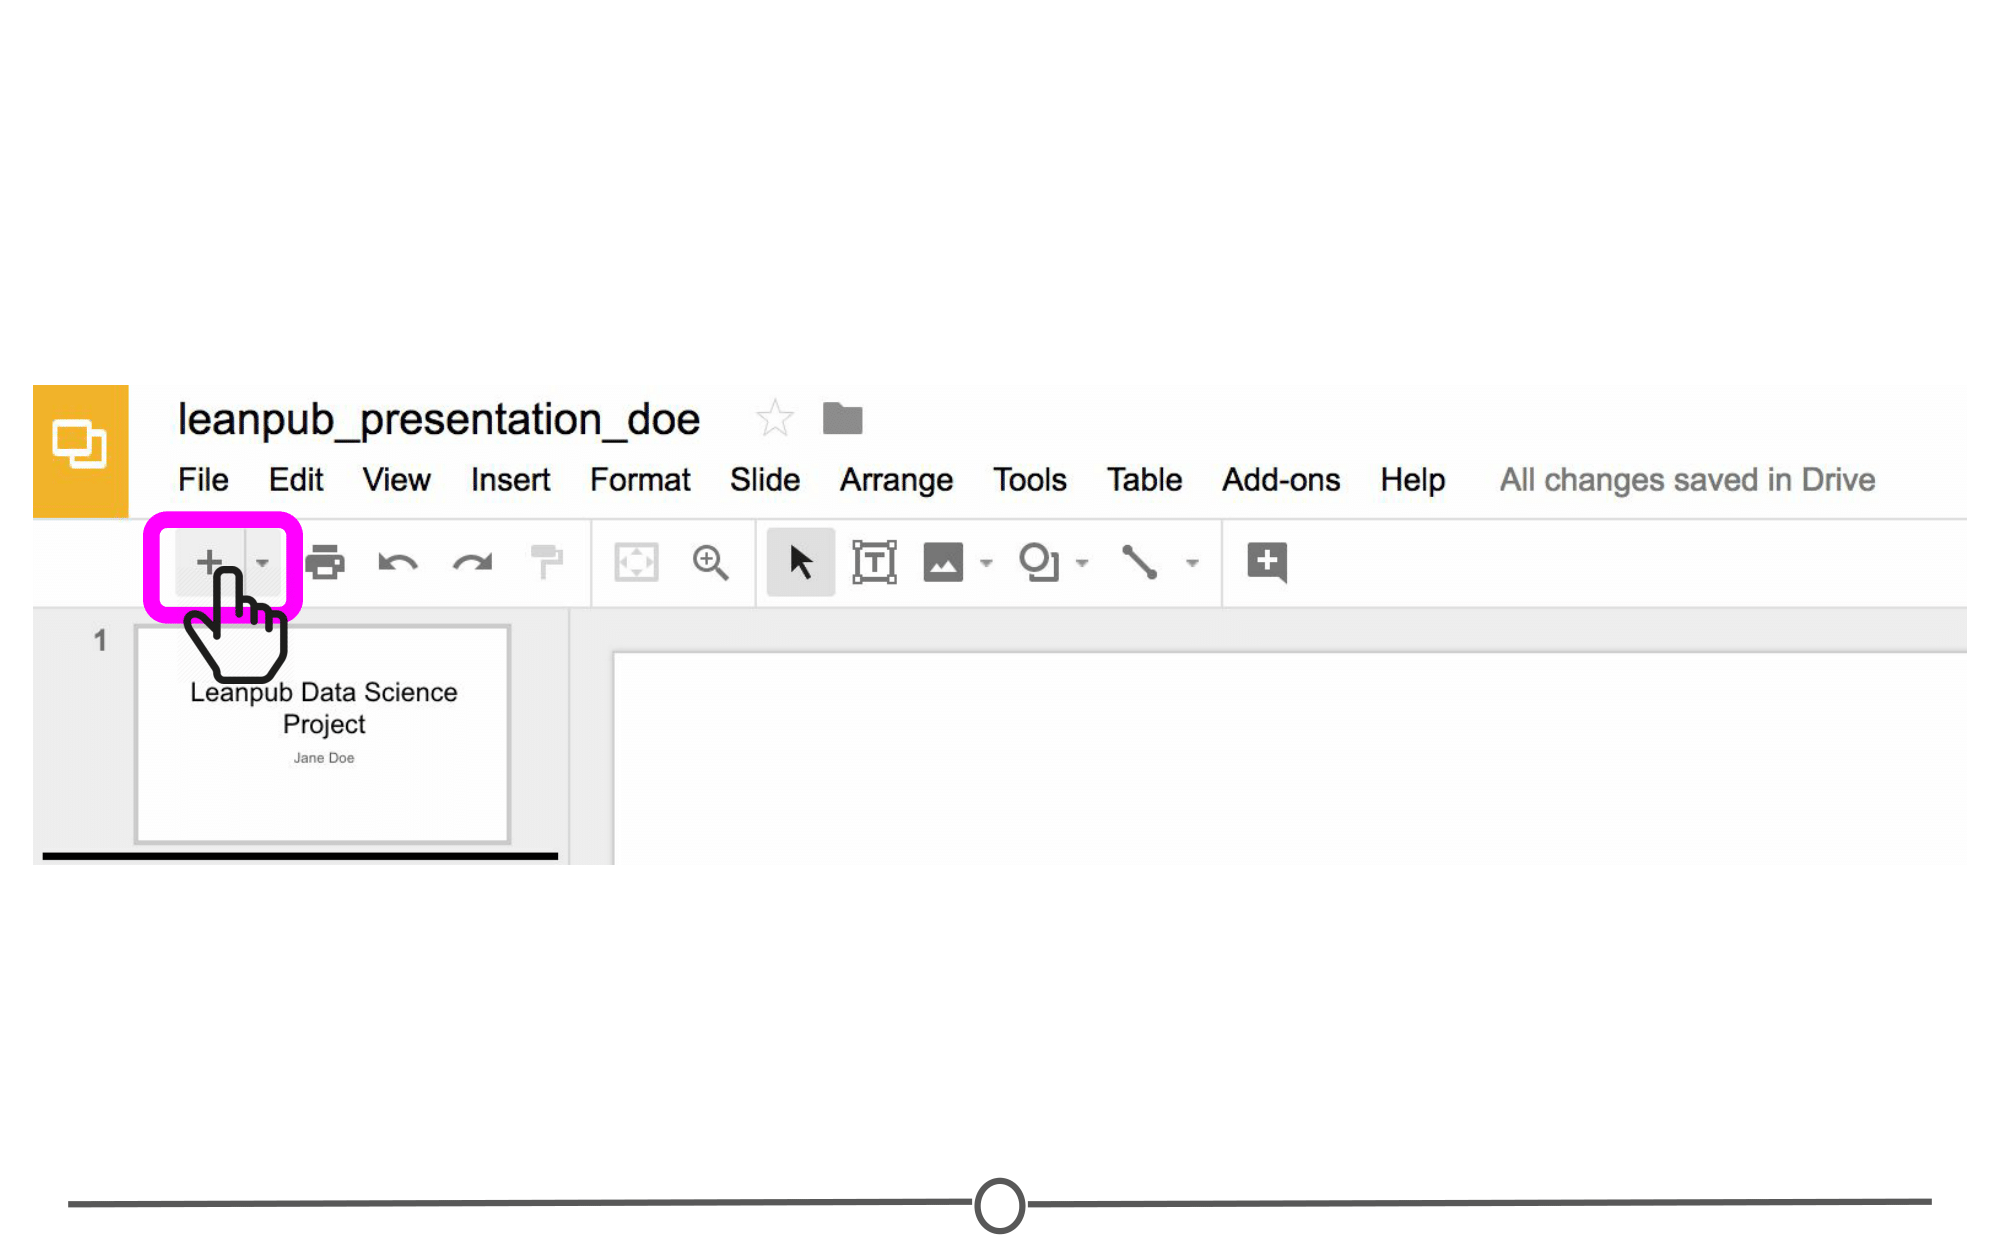 leanpub_presentation_doe
File Edit View Insert Format Slide Arrange Tools Table Add-ons Help All changes saved in Drive
1
Leanpub Data Science
Project
Jane Doe